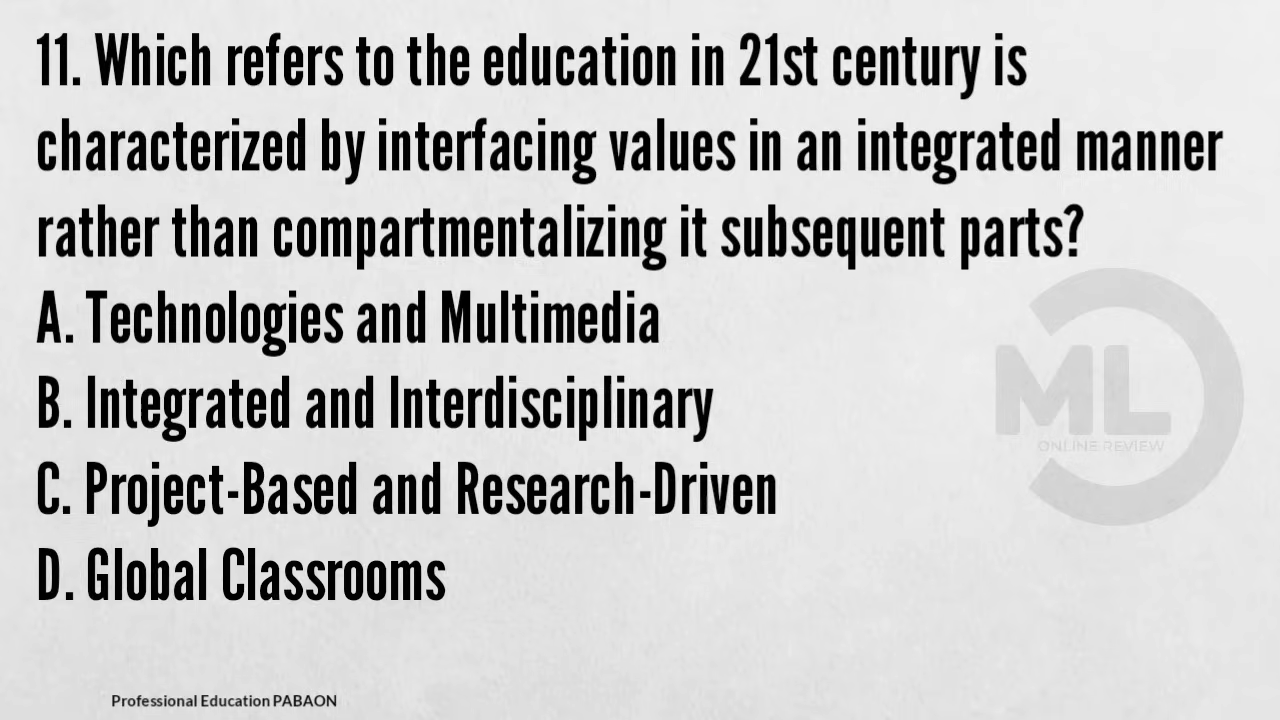 11. Which refers to the education in 21st century is
characterized by interfacing values in an integrated manner
rather than compartmentalizing it subsequent parts?
A. Technologies and Multimedia
B. Integrated and Interdisciplinary
C. Project-Based and Research-Driven
D. Global Classrooms
ML
ONLINE REVIEW
Professional Education PABAON